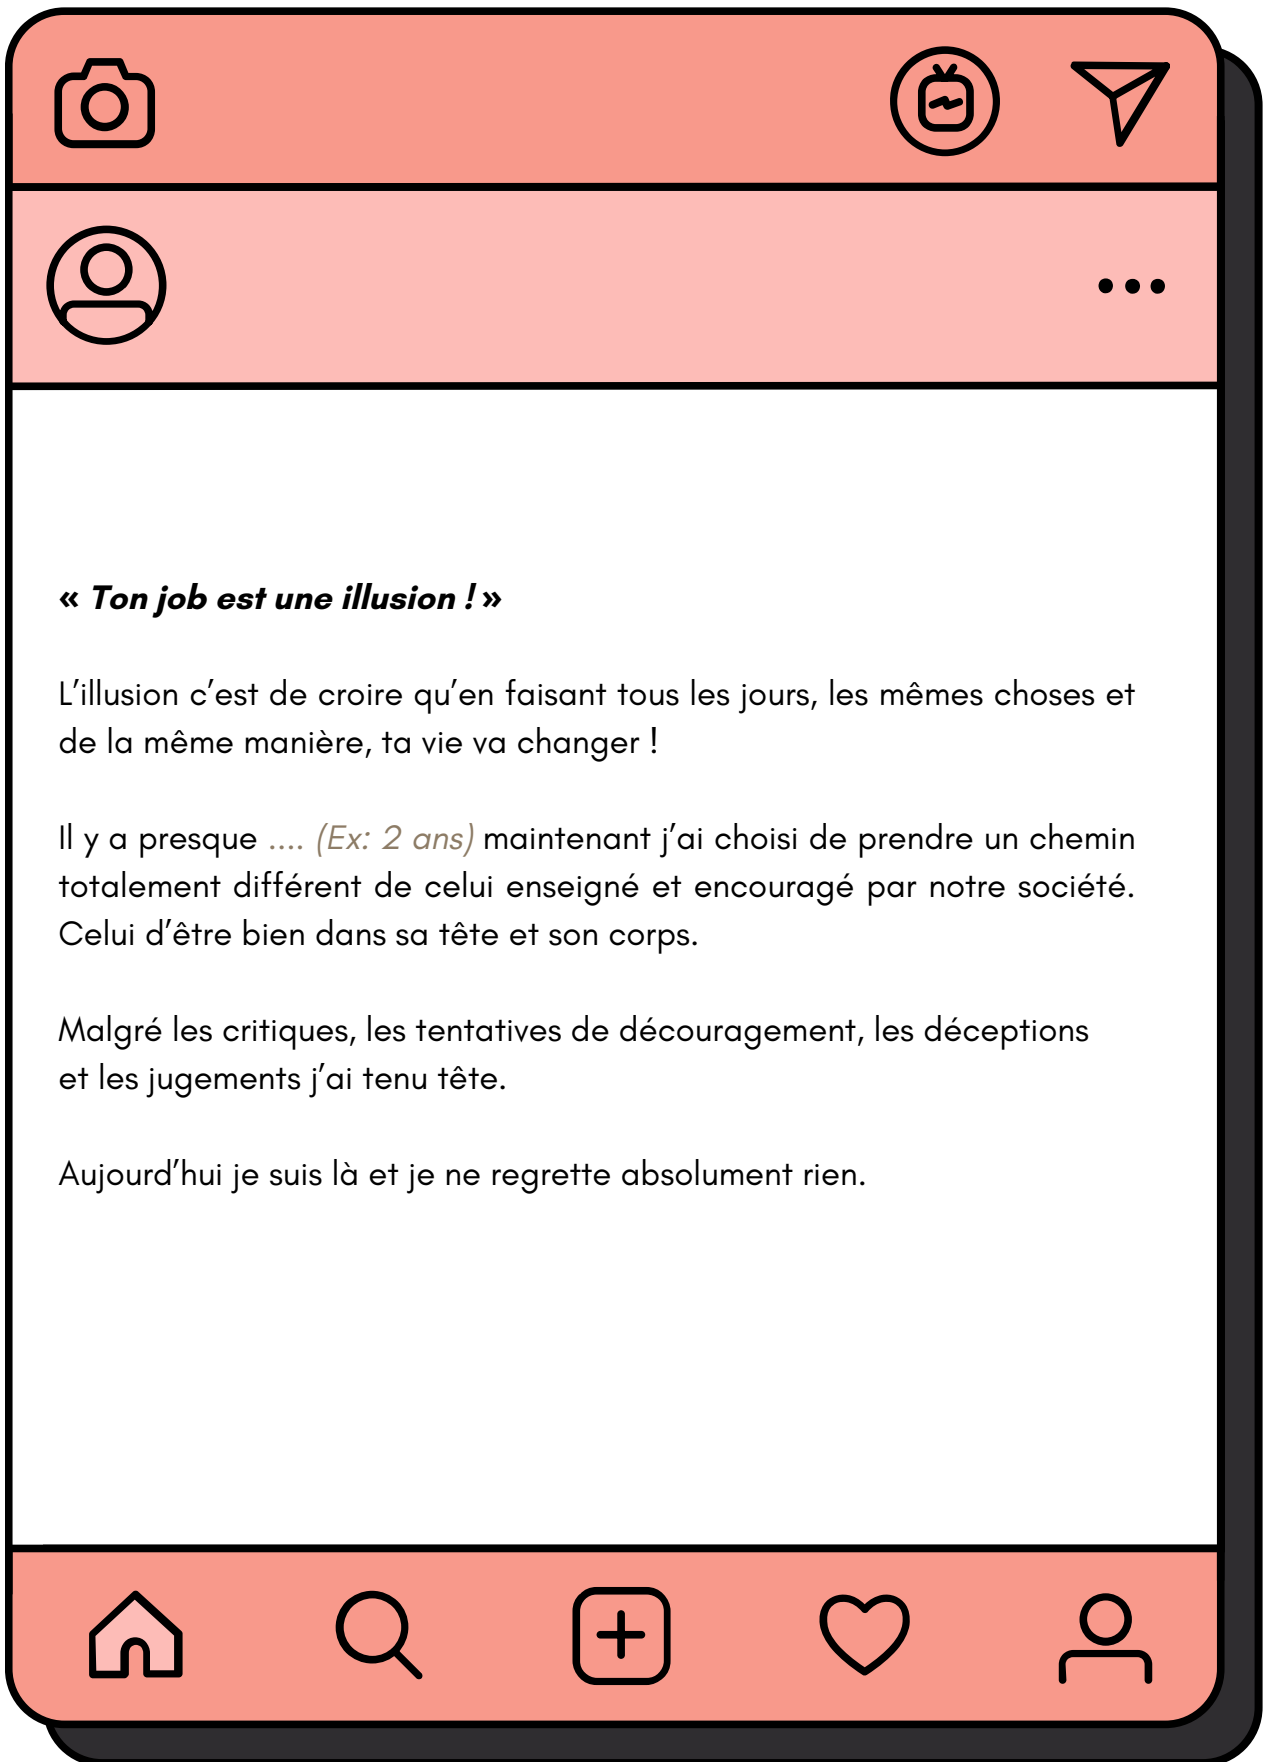 « Ton job est une illusion ! »
L’illusion c’est de croire qu’en faisant tous les jours, les mêmes choses et
de la même manière, ta vie va changer !
Il y a presque .... (Ex: 2 ans) maintenant j’ai choisi de prendre un chemin
totalement différent de celui enseigné et encouragé par notre société.
Celui d’être bien dans sa tête et son corps.
Malgré les critiques, les tentatives de découragement, les déceptions
et les jugements j’ai tenu tête.
Aujourd’hui je suis là et je ne regrette absolument rien.